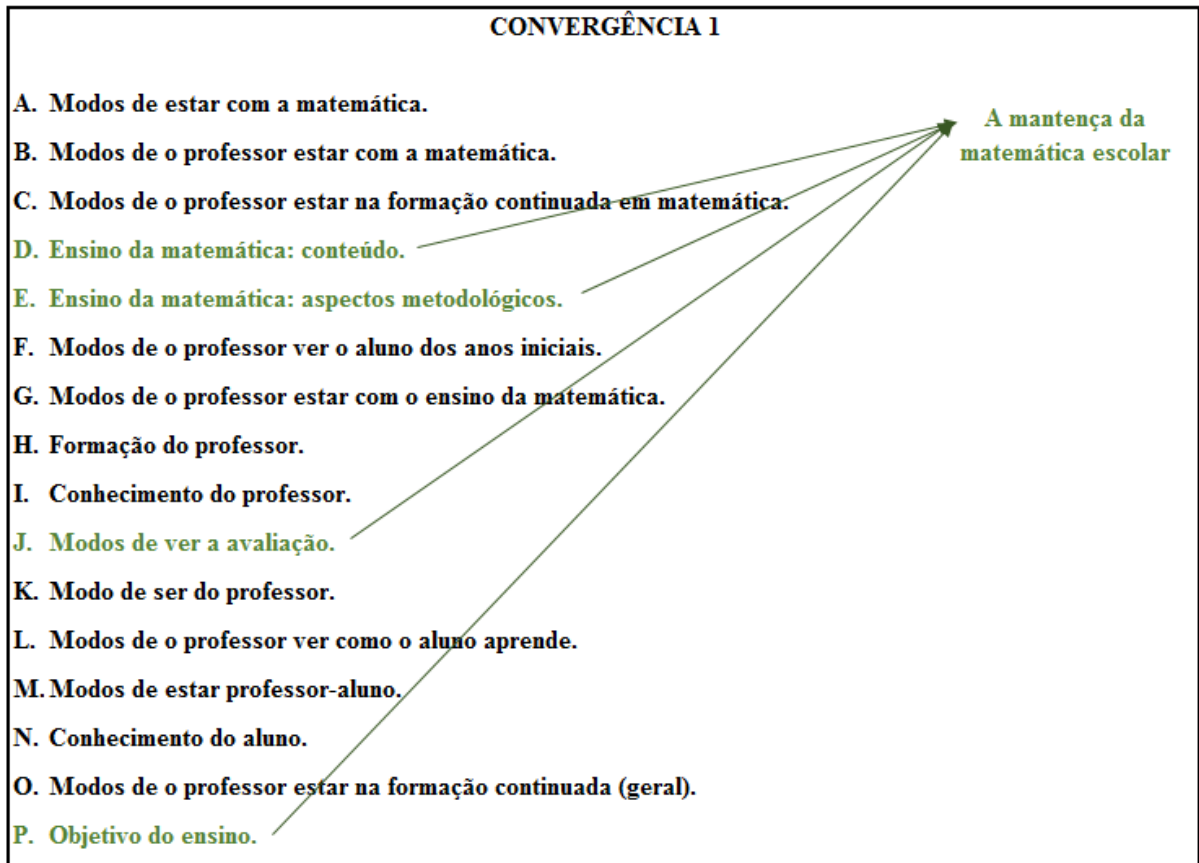 CONVERGÊNCIA 1
A. Modos de estar com a matemática.
B. Modos de o professor estar com a matemática.
C. Modos de o professor estar na formação continuada em matemática.
D. Ensino da matemática: conteúdo.
E. Ensino da matemática: aspectos metodológicos.
F. Modos de o professor ver o aluno dos anos iniciais.
G. Modos de o professor estar com o ensino da matemática.
H. Formação do professor.
I. Conhecimento do professor.
J. Modos de ver a avaliação.
K. Modo de ser do professor.
L. Modos de o professor ver como o aluno aprende.
M. Modos de estar professor-aluno.
N. Conhecimento do aluno.
O. Modos de o professor estar na formação continuada (geral).
P. Objetivo do ensino.
A mantença da
matemática escolar